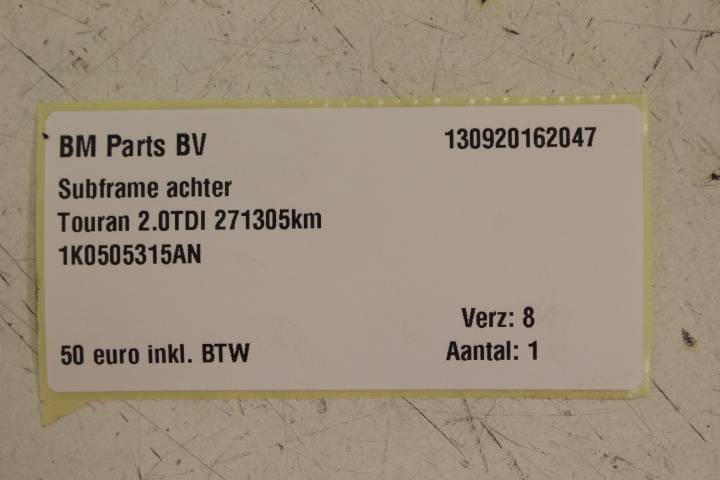 BM Parts BV 130920162047
Subframe achter
Touran 2.0TDI 271305km
1K0505315AN
Verz: 8
50 euro inkl. BTW Aantal: 1